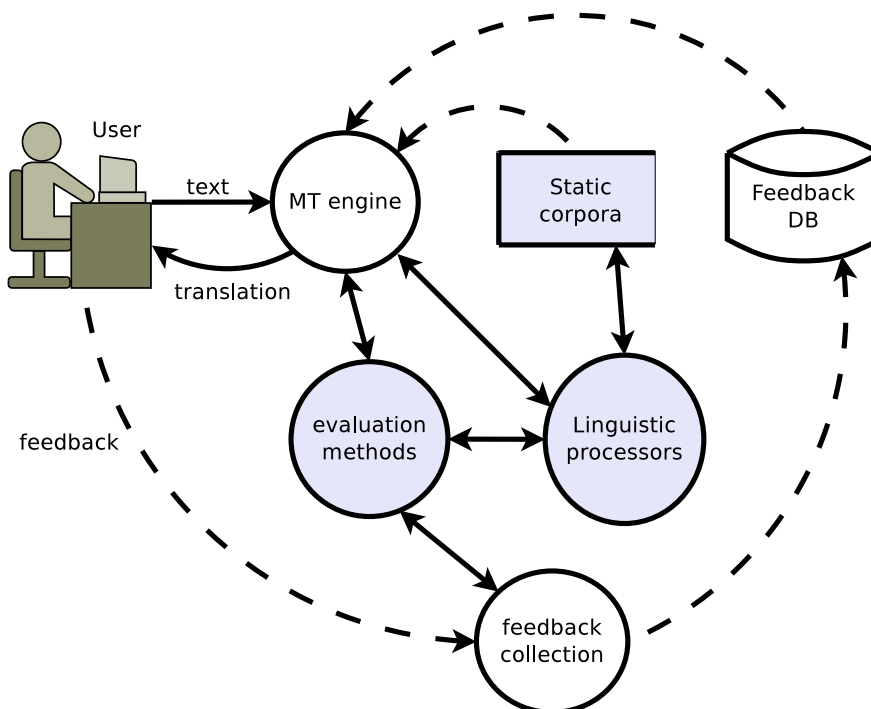 User
text
MT engine
translation
Static
corpora
Feedback
DB
evaluation
methods
Linguistic
processors
feedback
feedback
collection